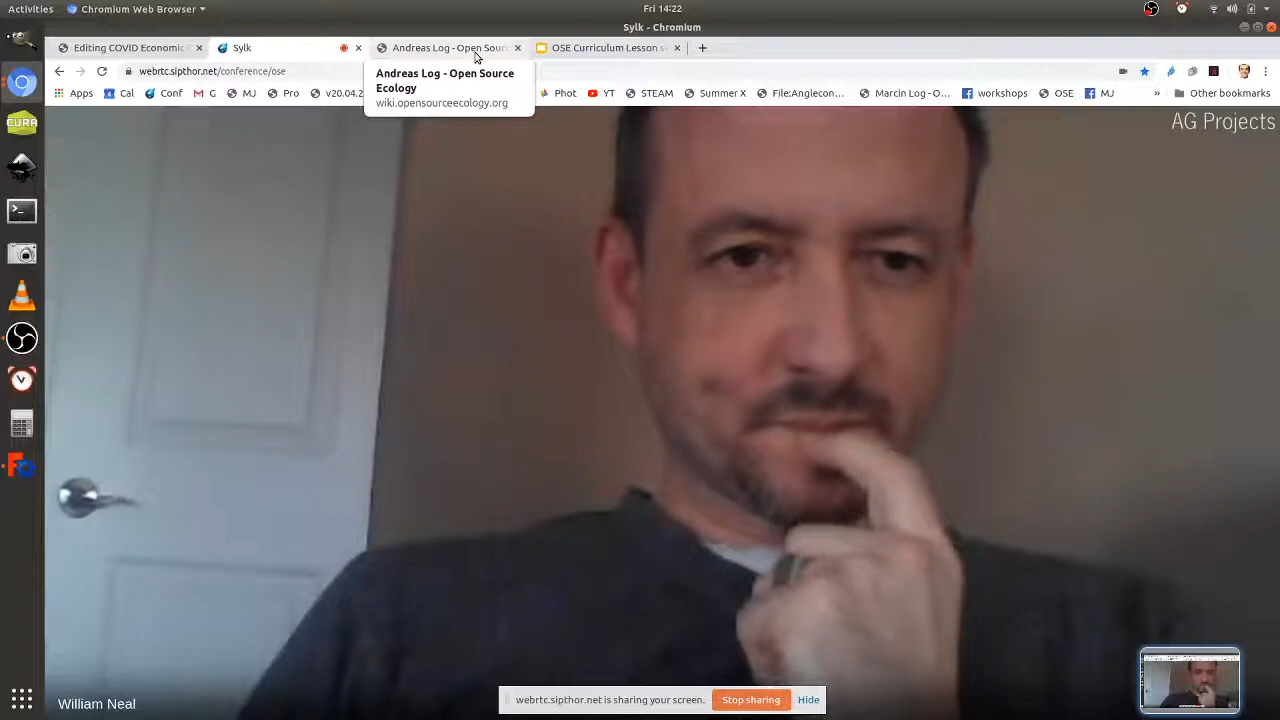 Activities Chromium Web Browser Fri 14:22
Sylk - Chromium
Editing COVID Economic Sylk Andreas Log - Open Sour OSE Curriculum Lesson s
webrtc.sipthor.net/conference/ose
Apps Cal Conf G MJ Pro v20.04.2 Phot YT STEAM Summer X File:Anglecon... Marcin Log - O... workshops OSE MJ » Other bookmarks
Andreas Log - Open Source
Ecology
wiki.opensourceecology.org
AG Projects
CURA
William Neal
webrtc.sipthor.net is sharing your screen. Stop sharing Hide